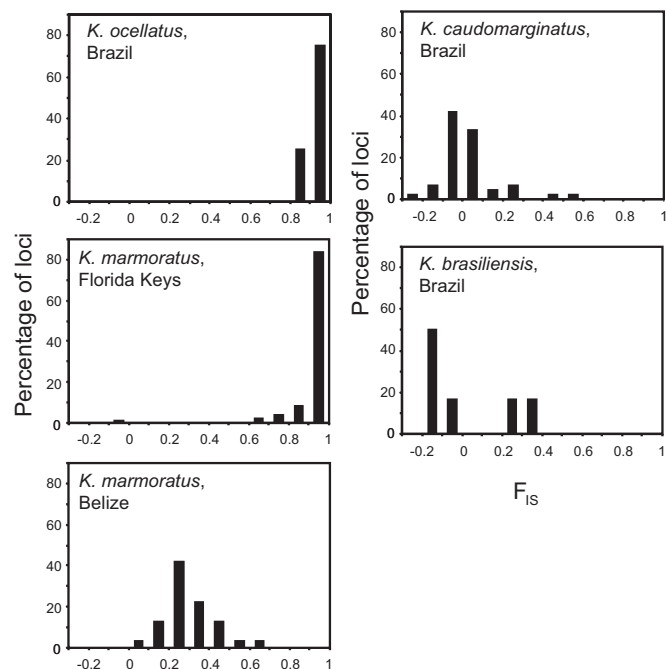 K. ocellatus,
Brazil
80
60
40
20
0
-0.2 0 0.2 0.4 0.6 0.8 1
K. marmoratus,
Florida Keys
80
60
40
20
0
-0.2 0 0.2 0.4 0.6 0.8 1
K. marmoratus,
Belize
80
60
40
20
0
-0.2 0 0.2 0.4 0.6 0.8 1
Percentage of loci
K. caudomarginatus,
Brazil
80
60
40
20
0
-0.2 0 0.2 0.4 0.6 0.8 1
K. brasiliensis,
Brazil
80
60
40
20
0
-0.2 0 0.2 0.4 0.6 0.8 1
Percentage of loci
FIS